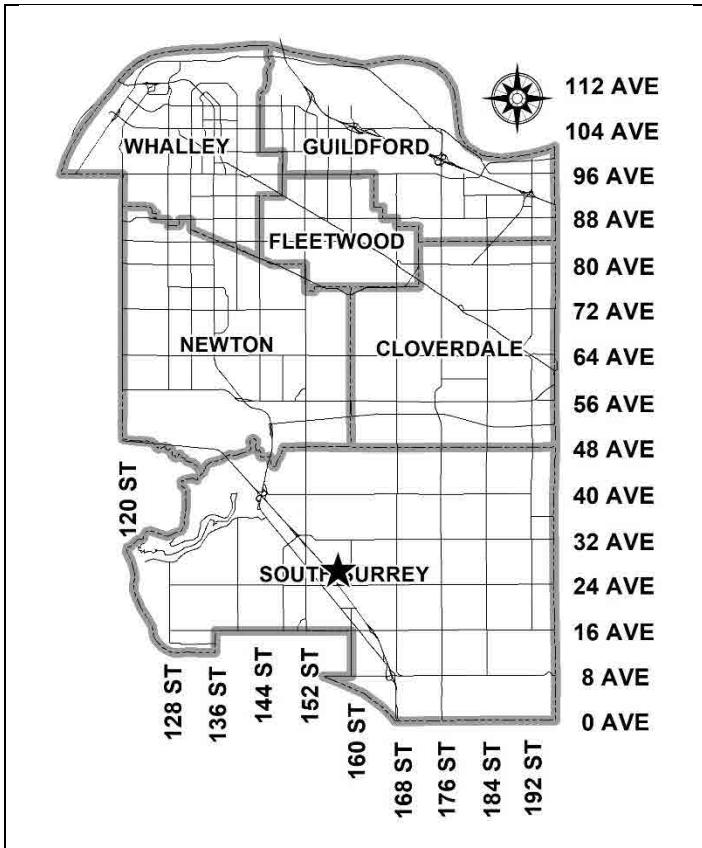 112 AVE
104 AVE
WHALLEY
GUILDFORD
96 AVE
88 AVE
FLEETWOOD
80 AVE
72 AVE
NEWTON
CLOVERDALE
64 AVE
56 AVE
48 AVE
120 ST
40 AVE
32 AVE
SOUTH SURREY
24 AVE
16 AVE
8 AVE
0 AVE
128 ST
136 ST
144 ST
152 ST
160 ST
168 ST
176 ST
184 ST
192 ST